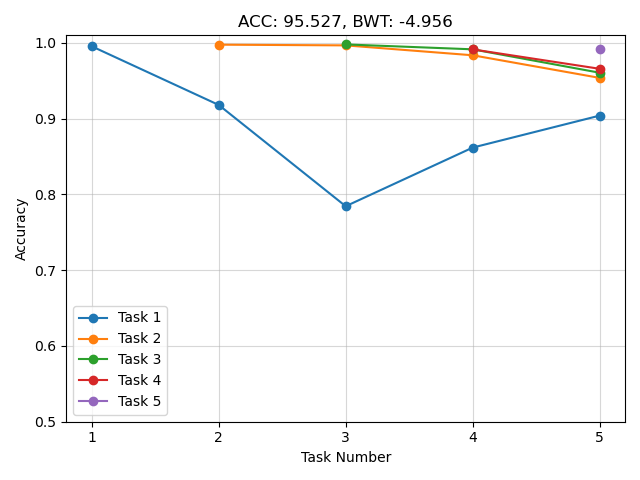 ACC: 95.527, BWT: -4.956
1.0
0.9
0.8
0.7
0.6
0.5
Accuracy
Task 1
Task 2
Task 3
Task 4
Task 5
1 2 3 4 5
Task Number